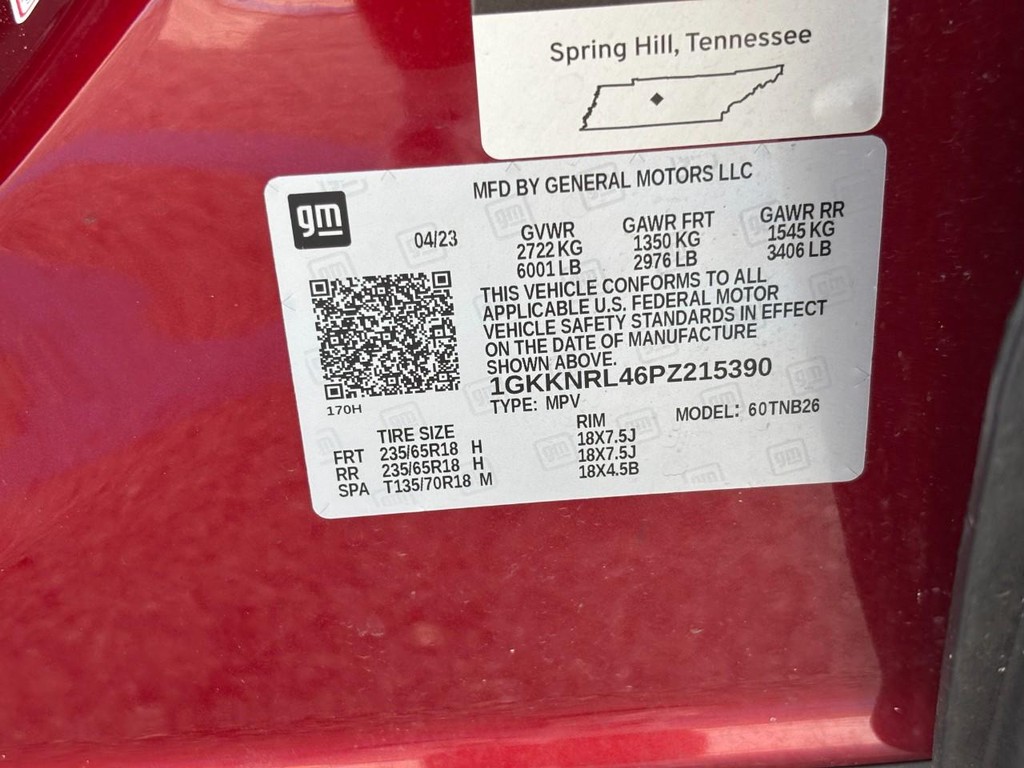 Spring Hill, Tennessee
MFD BY GENERAL MOTORS LLC
gm
04/23
GVWR
2722 KG
6001 LB
GAWR FRT
1350 KG
2976 LB
GAWR RR
1545 KG
3406 LB
THIS VEHICLE CONFORMS TO ALL
APPLICABLE U.S. FEDERAL MOTOR
VEHICLE SAFETY STANDARDS IN EFFECT
ON THE DATE OF MANUFACTURE
SHOWN ABOVE.
1GKKNRL46PZ215390
TYPE: MPV
MODEL: 60TNB26
170H
TIRE SIZE
RIM
FRT 235/65R18 H 18X7.5J
RR 235/65R18 H 18X7.5J
SPA T135/70R18 M 18X4.5B